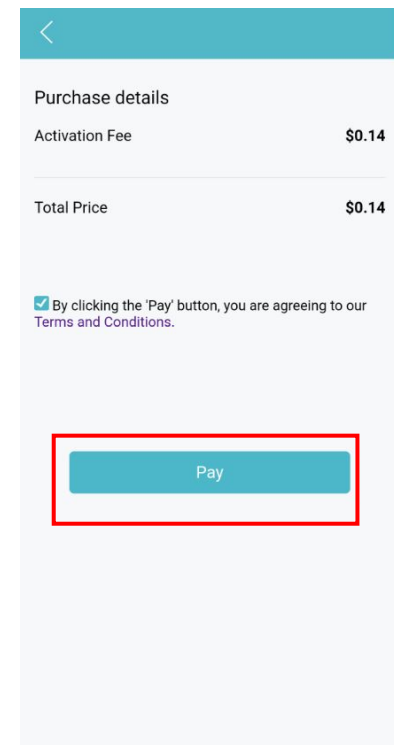 Purchase details
Activation Fee $0.14
Total Price $0.14
By clicking the 'Pay' button, you are agreeing to our
Terms and Conditions.
Pay